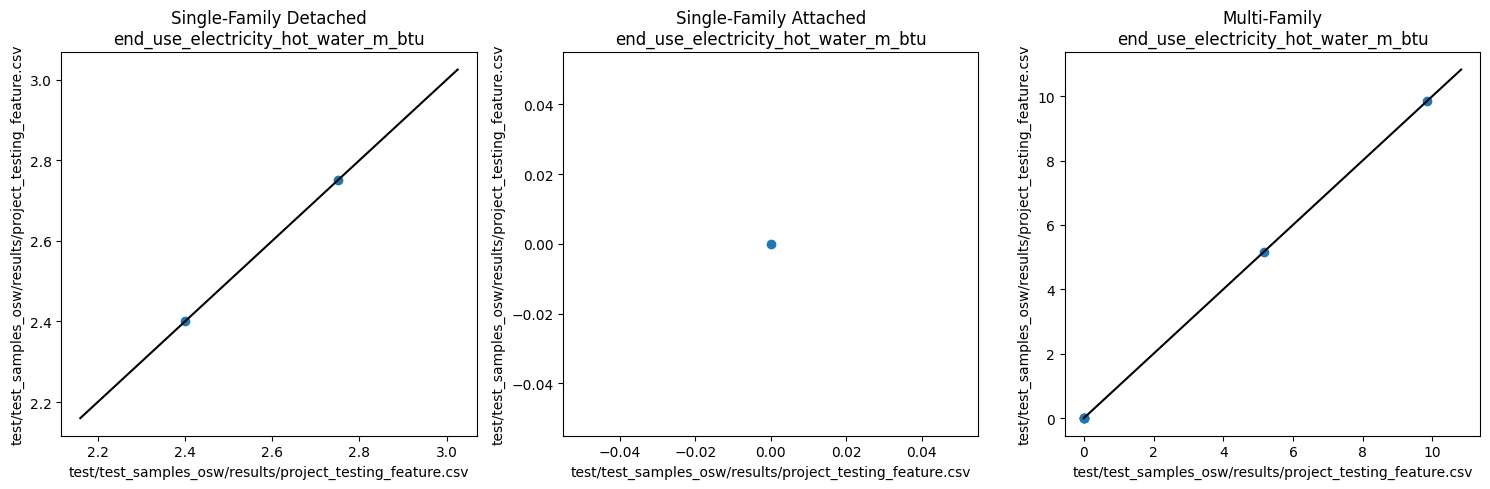 Single-Family Detached
end_use_electricity_hot_water_m_btu
test/test_samples_osw/results/project_testing_feature.csv
3.0
2.8
2.6
2.4
2.2
2.2
2.4
2.6
2.8
3.0
test/test_samples_osw/results/project_testing_feature.csv
Single-Family Attached
end_use_electricity_hot_water_m_btu
test/test_samples_osw/results/project_testing_feature.csv
0.04
0.02
0.00
−0.02
−0.04
−0.04
−0.02
0.00
0.02
0.04
test/test_samples_osw/results/project_testing_feature.csv
Multi-Family
end_use_electricity_hot_water_m_btu
test/test_samples_osw/results/project_testing_feature.csv
10
8
6
4
2
0
0
2
4
6
8
10
test/test_samples_osw/results/project_testing_feature.csv